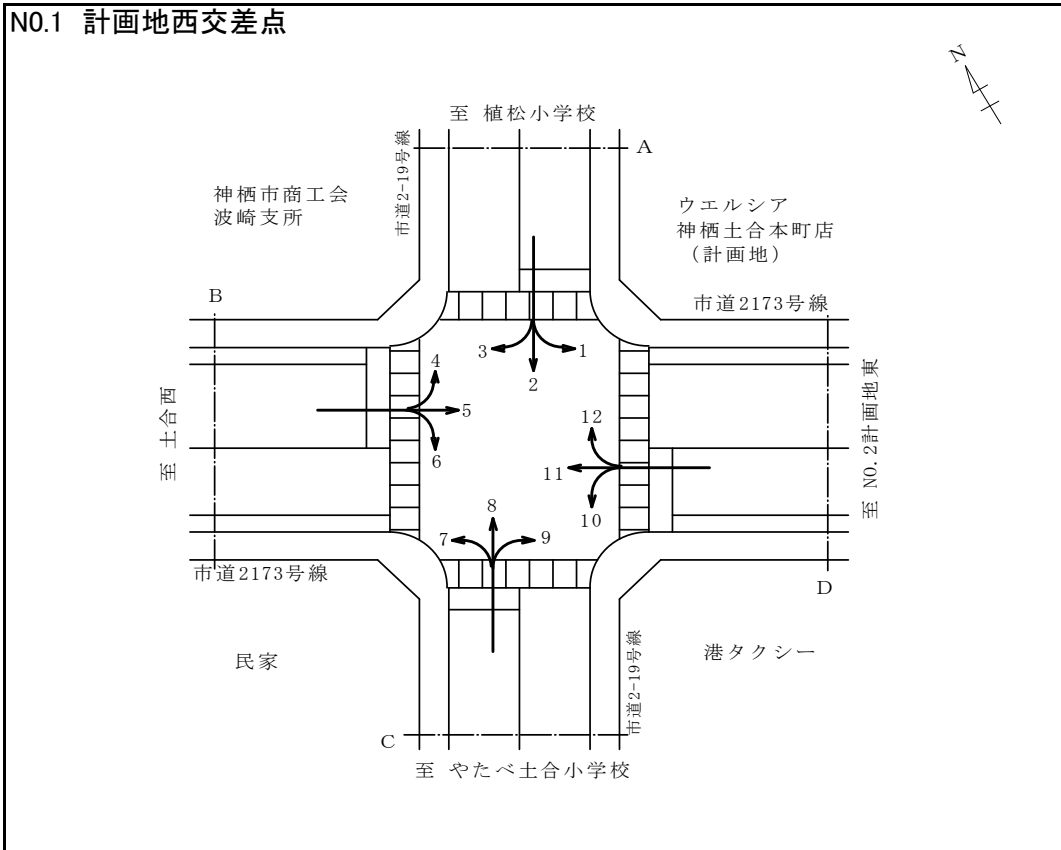 N0.1 計画地西交差点
N
至 植松小学校
A
市道2-19号線
神栖市商工会
波崎支所
ウエルシア
神栖土合本町店
(計画地)
B
市道2173号線
3
1
2
4
5
6
12
11
10
至 土合西
至 NO.2計画地東
8
7
9
市道2173号線
D
民家
港タクシー
市道2-19号線
C
至 やたべ土合小学校